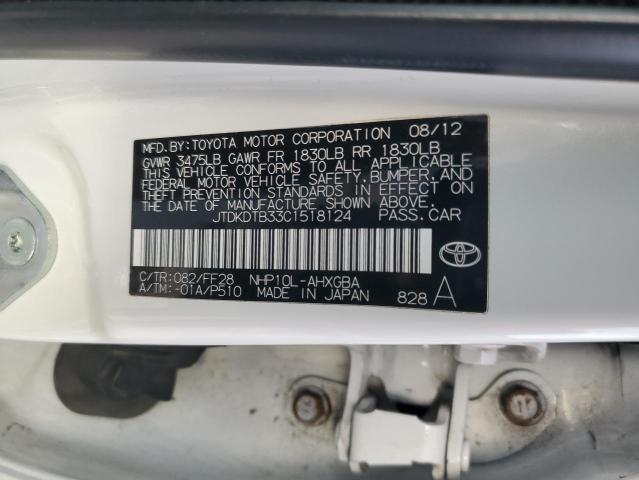 MFD. BY: TOYOTA MOTOR CORPORATION 08/12
GVWR 3475LB GAWR FR 1830LB RR 1830LB
THIS VEHICLE CONFORMS TO ALL APPLICABLE
FEDERAL MOTOR VEHICLE SAFETY, BUMPER, AND
THEFT PREVENTION STANDARDS IN EFFECT ON
THE DATE OF MANUFACTURE SHOWN ABOVE.
JTDKDTB33C1518124 PASS. CAR
C/TR: 082/FF28 NHP10L-AHXGBA
A/TM: -01A/P510 MADE IN JAPAN
828 A